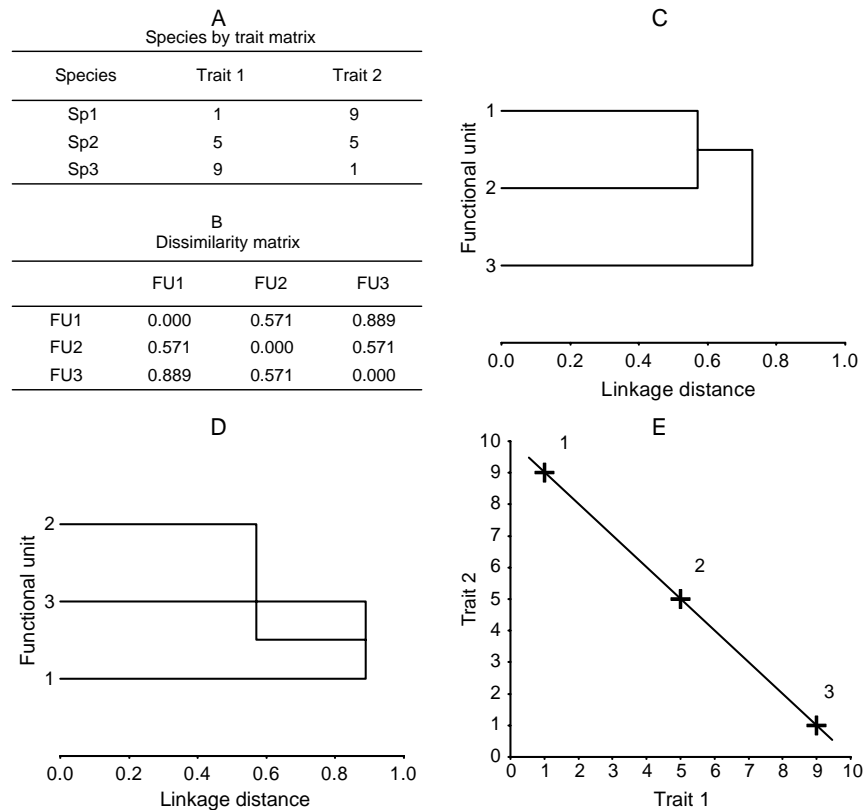 A
Species by trait matrix
Species Trait 1 Trait 2
Sp1 1 9
Sp2 5 5
Sp3 9 1
B
Dissimilarity matrix
FU1 FU2 FU3
FU1 0.000 0.571 0.889
FU2 0.571 0.000 0.571
FU3 0.889 0.571 0.000
C
Functional unit
1
2
3
0.0 0.2 0.4 0.6 0.8 1.0
Linkage distance
D
Functional unit
2
3
1
0.0 0.2 0.4 0.6 0.8 1.0
Linkage distance
E
Trait 2
10
9
8
7
6
5
4
3
2
1
0
1
2
3
0 1 2 3 4 5 6 7 8 9 10
Trait 1